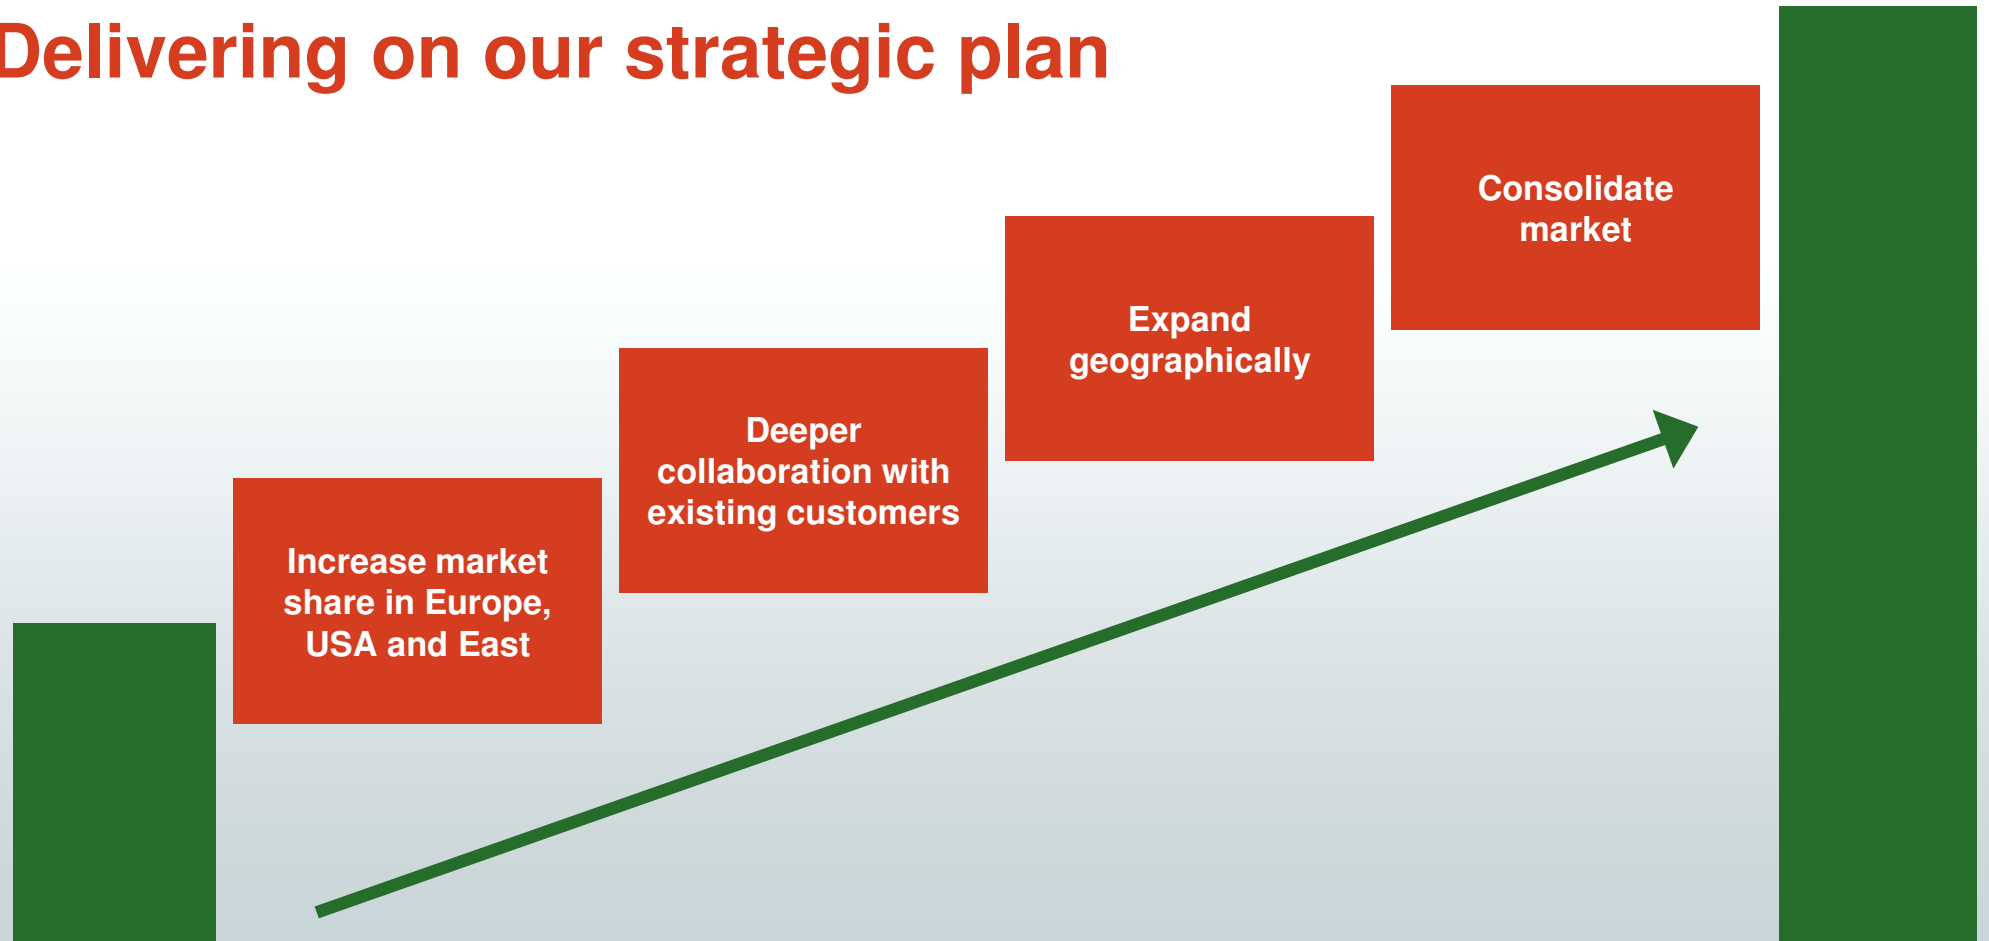 Delivering on our strategic plan
Increase market
share in Europe,
USA and East
Deeper
collaboration with
existing customers
Expand
geographically
Consolidate
market